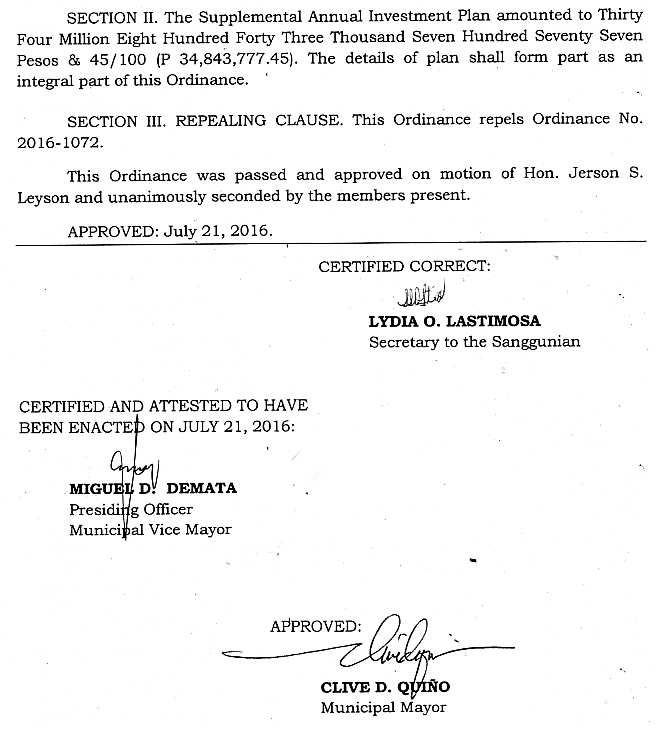 SECTION II. The Supplemental Annual Investment Plan amounted to Thirty
Four Million Eight Hundred Forty Three Thousand Seven Hundred Seventy Seven
Pesos & 45/100 (P 34,843,777.45). The details of plan shall form part as an
integral part of this Ordinance.
SECTION III. REPEALING CLAUSE. This Ordinance repels Ordinance No.
2016-1072.
This Ordinance was passed and approved on motion of Hon. Jerson S.
Leyson and unanimously seconded by the members present.
APPROVED: July 21, 2016.
CERTIFIED CORRECT:
LYDIA O. LASTIMOSA
Secretary to the Sanggunian
CERTIFIED AND ATTESTED TO HAVE
BEEN ENACTED ON JULY 21, 2016:
MIGUEL D. DEMATA
Presiding Officer
Municipal Vice Mayor
APPROVED:
CLIVE D. QUIÑO
Municipal Mayor